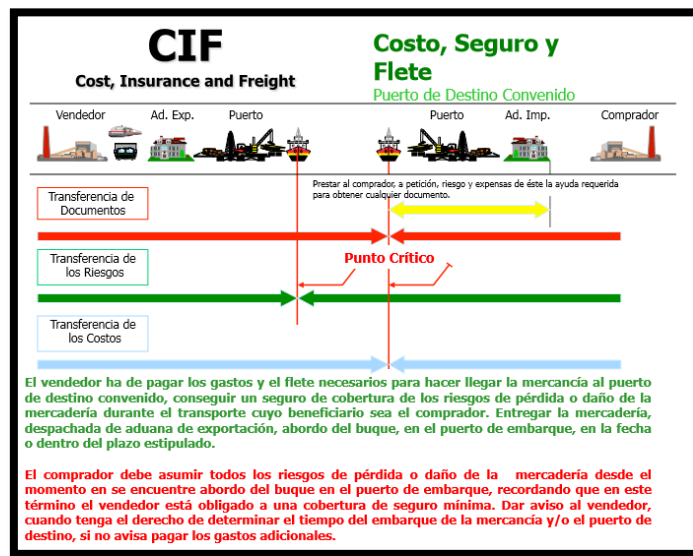 CIF
Cost, Insurance and Freight
Costo, Seguro y
Flete
Puerto de Destino Convenido
Vendedor
Ad. Exp.
Puerto
Puerto
Ad. Imp.
Comprador
Prestar al comprador, a petición, riesgo y expensas de éste la ayuda requerida
para obtener cualquier documento.
Transferencia de
Documentos
Transferencia de
los Riesgos
Punto Crítico
Transferencia de
los Costos
El vendedor ha de pagar los gastos y el flete necesarios para hacer llegar la mercancía al puerto
de destino convenido, conseguir un seguro de cobertura de los riesgos de pérdida o daño de la
mercadería durante el transporte cuyo beneficiario sea el comprador. Entregar la mercadería,
despachada de aduana de exportación, abordo del buque, en el puerto de embarque, en la fecha
o dentro del plazo estipulado.
El comprador debe asumir todos los riesgos de pérdida o daño de la mercadería desde el
momento en se encuentre abordo del buque en el puerto de embarque, recordando que en este
término el vendedor está obligado a una cobertura de seguro mínima. Dar aviso al vendedor,
cuando tenga el derecho de determinar el tiempo del embarque de la mercancía y/o el puerto de
destino, si no avisa pagar los gastos adicionales.